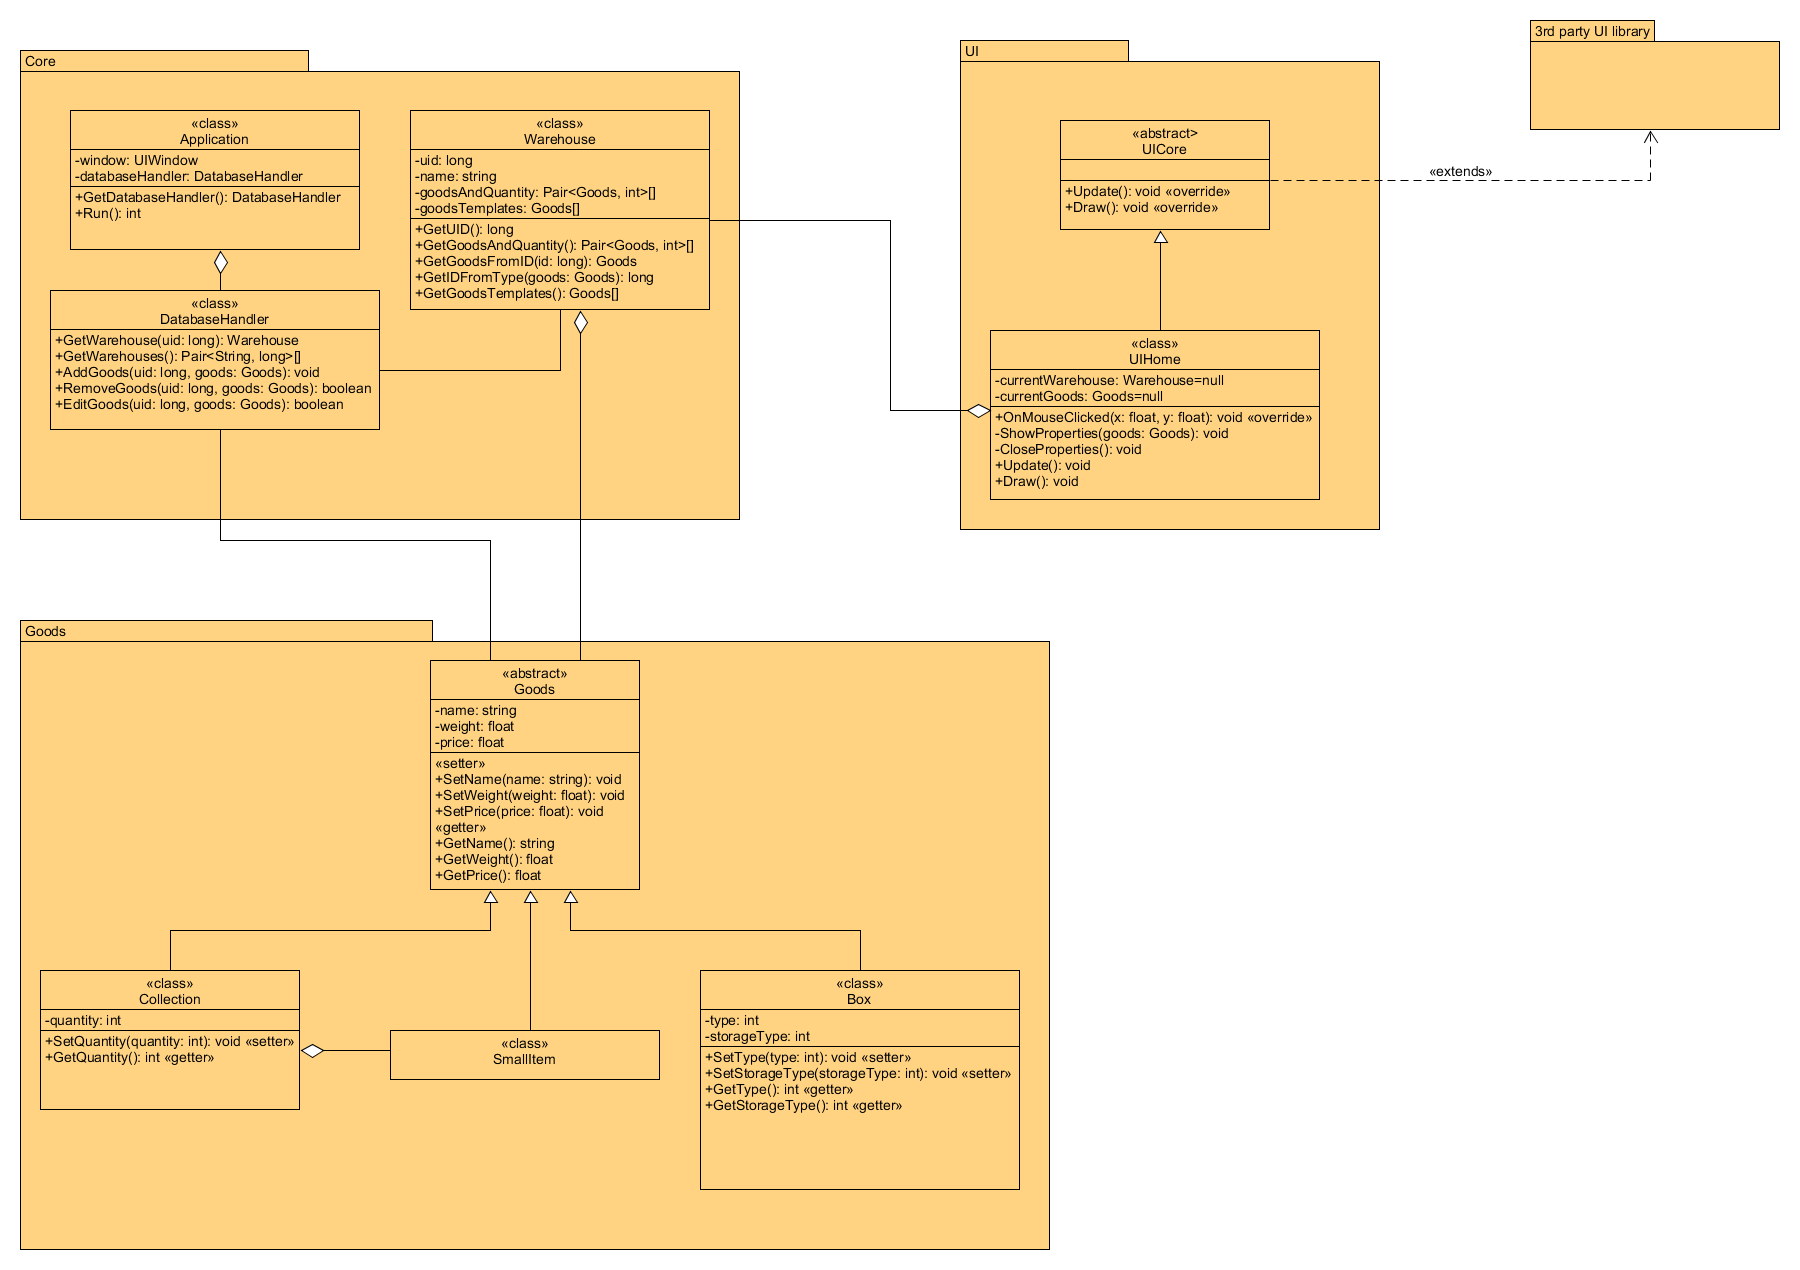 Core
«class»
Application
-window: UIWindow
-databaseHandler: DatabaseHandler
+GetDatabaseHandler(): DatabaseHandler
+Run(): int
«class»
Warehouse
-uid: long
-name: string
-goodsAndQuantity: Pair<Goods, int>[]
-goodsTemplates: Goods[]
+GetUID(): long
+GetGoodsAndQuantity(): Pair<Goods, int>[]
+GetGoodsFromID(id: long): Goods
+GetIDFromType(goods: Goods): long
+GetGoodsTemplates(): Goods[]
«class»
DatabaseHandler
+GetWarehouse(uid: long): Warehouse
+GetWarehouses(): Pair<String, long>[]
+AddGoods(uid: long, goods: Goods): void
+RemoveGoods(uid: long, goods: Goods): boolean
+EditGoods(uid: long, goods: Goods): boolean
UI
«abstract>
UICore
+Update(): void «override»
+Draw(): void «override»
«extends»
3rd party UI library
«class»
UIHome
-currentWarehouse: Warehouse=null
-currentGoods: Goods=null
+OnMouseClicked(x: float, y: float): void «override»
-ShowProperties(goods: Goods): void
-CloseProperties(): void
+Update(): void
+Draw(): void
Goods
«abstract»
Goods
-name: string
-weight: float
-price: float
«setter»
+SetName(name: string): void
+SetWeight(weight: float): void
+SetPrice(price: float): void
«getter»
+GetName(): string
+GetWeight(): float
+GetPrice(): float
«class»
Collection
-quantity: int
+SetQuantity(quantity: int): void «setter»
+GetQuantity(): int «getter»
«class»
SmallItem
«class»
Box
-type: int
-storageType: int
+SetType(type: int): void «setter»
+SetStorageType(storageType: int): void «setter»
+GetType(): int «getter»
+GetStorageType(): int «getter»